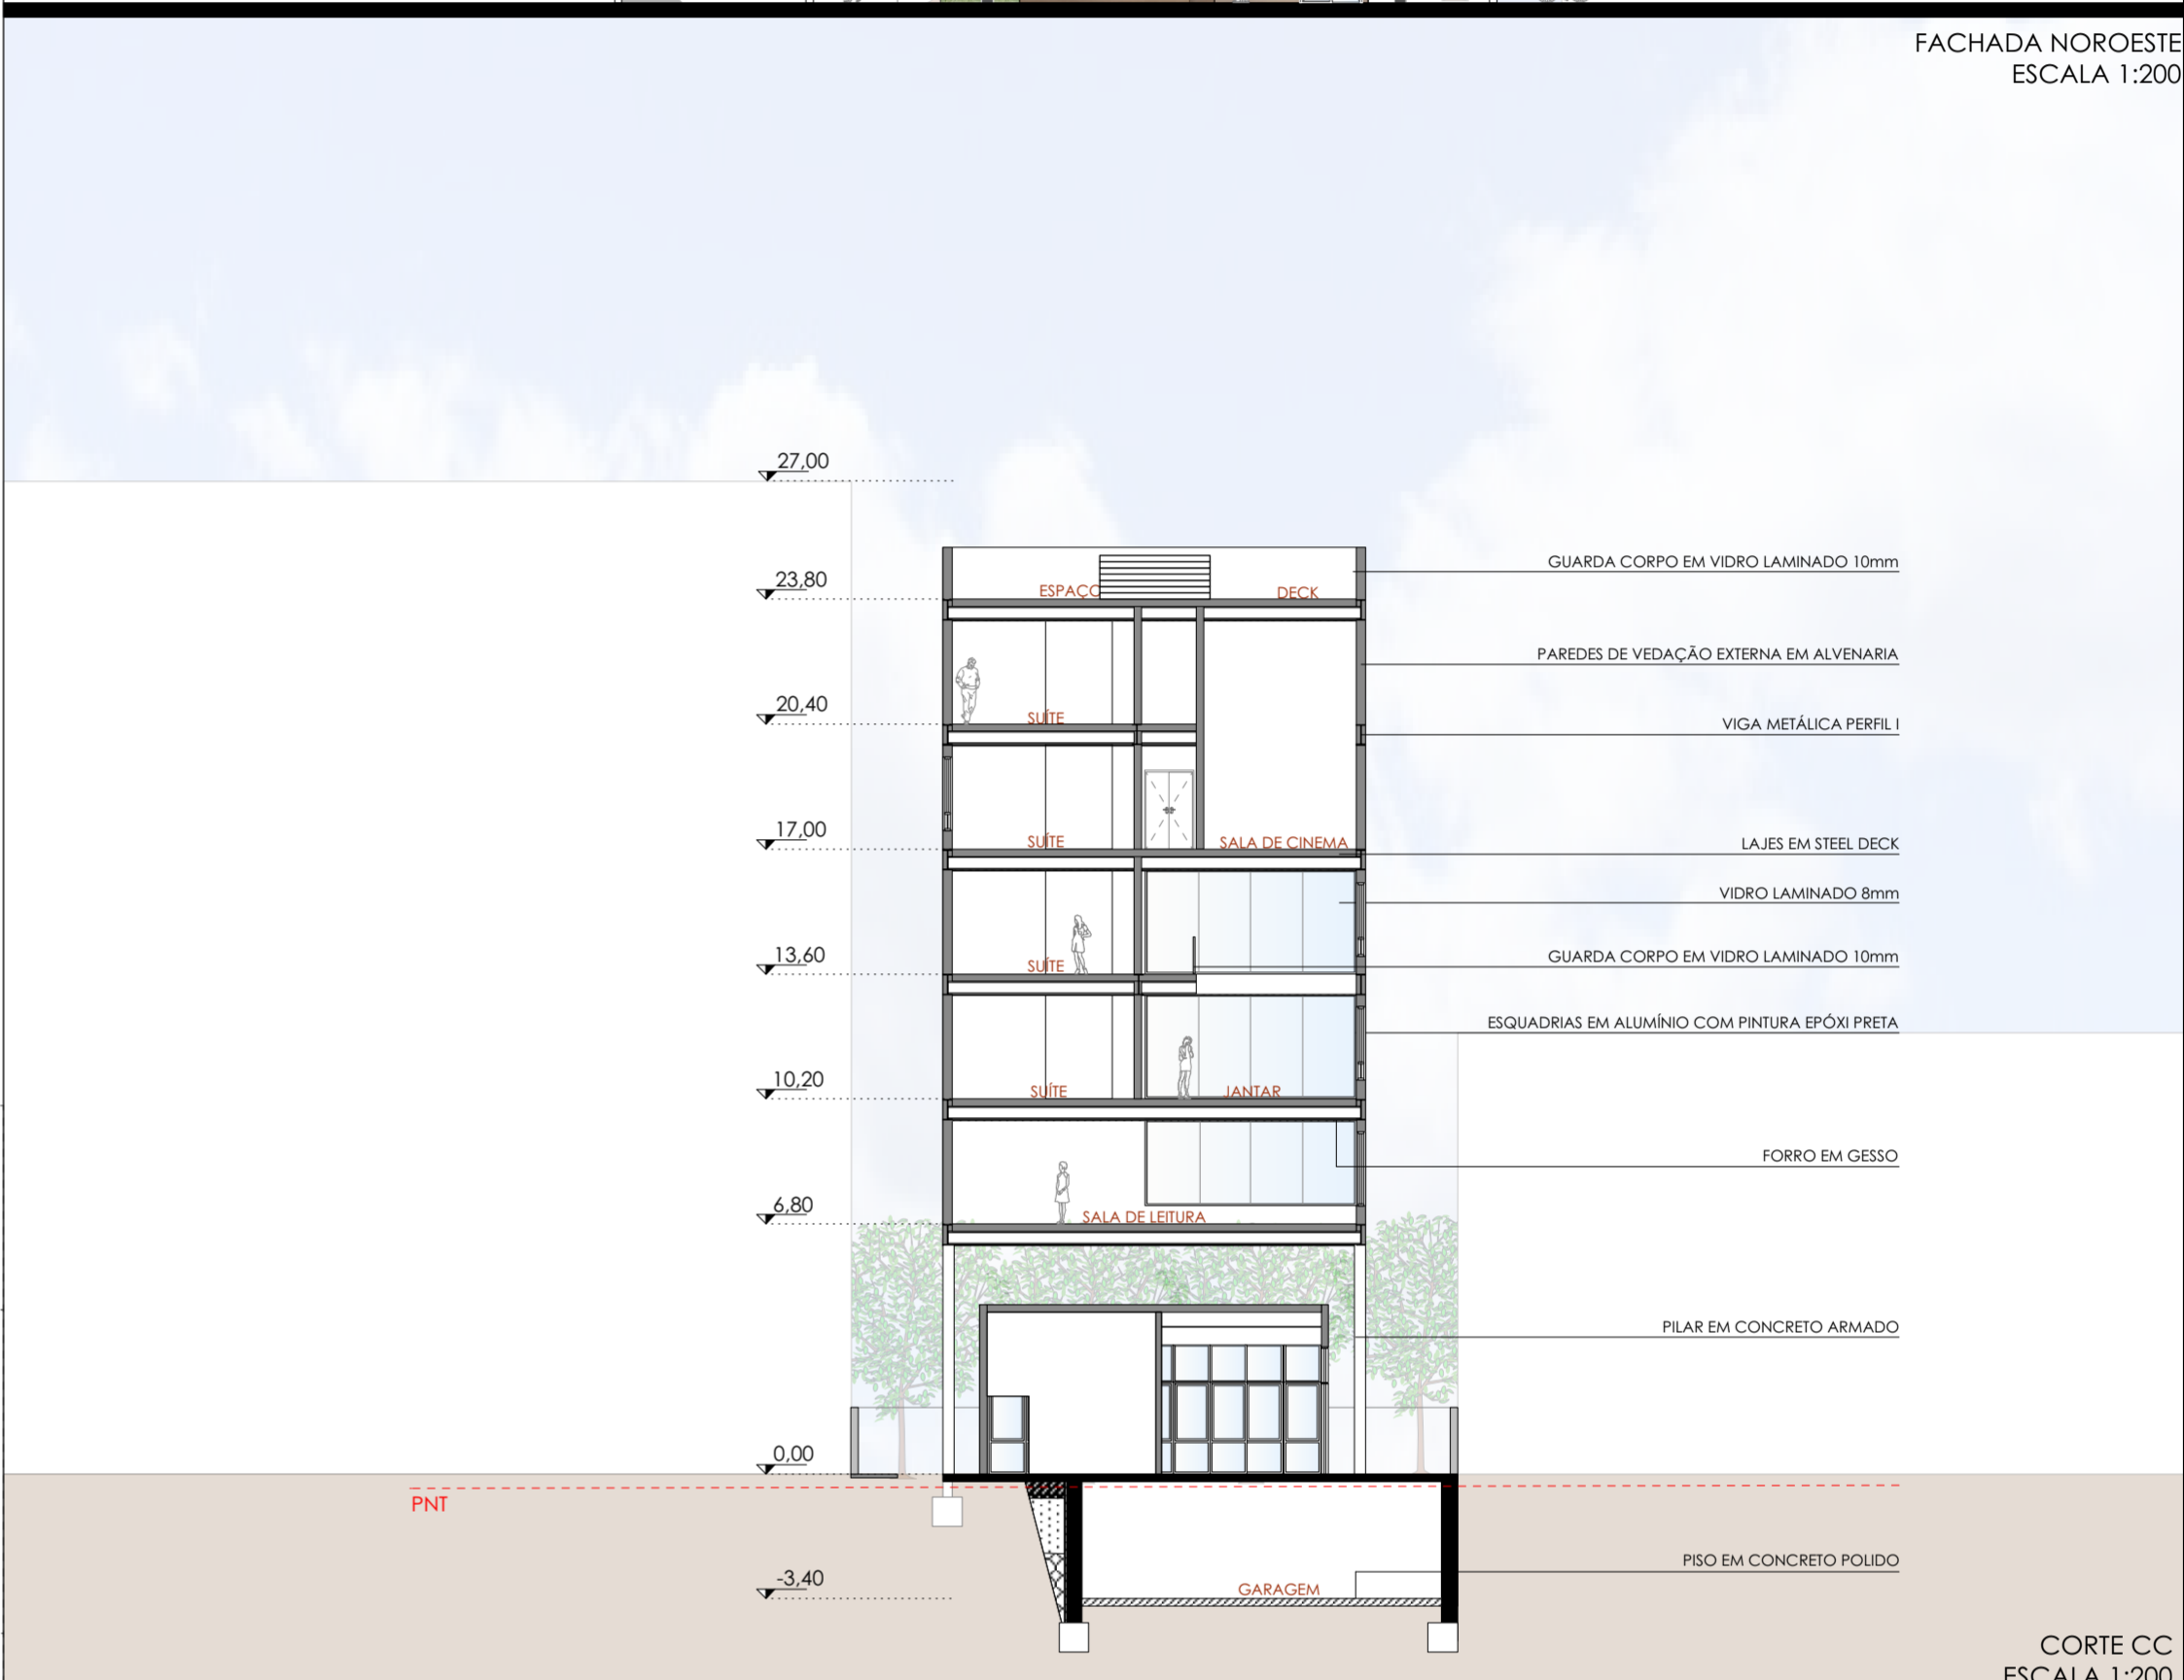 FACHADA NOROESTE
ESCALA 1:200
27,00
GUARDA CORPO EM VIDRO LAMINADO 10mm
23,80
ESPAÇO
DECK
PAREDES DE VEDAÇÃO EXTERNA EM ALVENARIA
20,40
SUÍTE
VIGA METÁLICA PERFIL I
17,00
SUÍTE
SALA DE CINEMA
LAJES EM STEEL DECK
VIDRO LAMINADO 8mm
13,60
SUÍTE
GUARDA CORPO EM VIDRO LAMINADO 10mm
ESQUADRIAS EM ALUMÍNIO COM PINTURA EPÓXI PRETA
10,20
SUÍTE
JANTAR
FORRO EM GESSO
6,80
SALA DE LEITURA
PILAR EM CONCRETO ARMADO
0,00
PNT
PISO EM CONCRETO POLIDO
-3,40
GARAGEM
CORTE CC
ESCALA 1:200